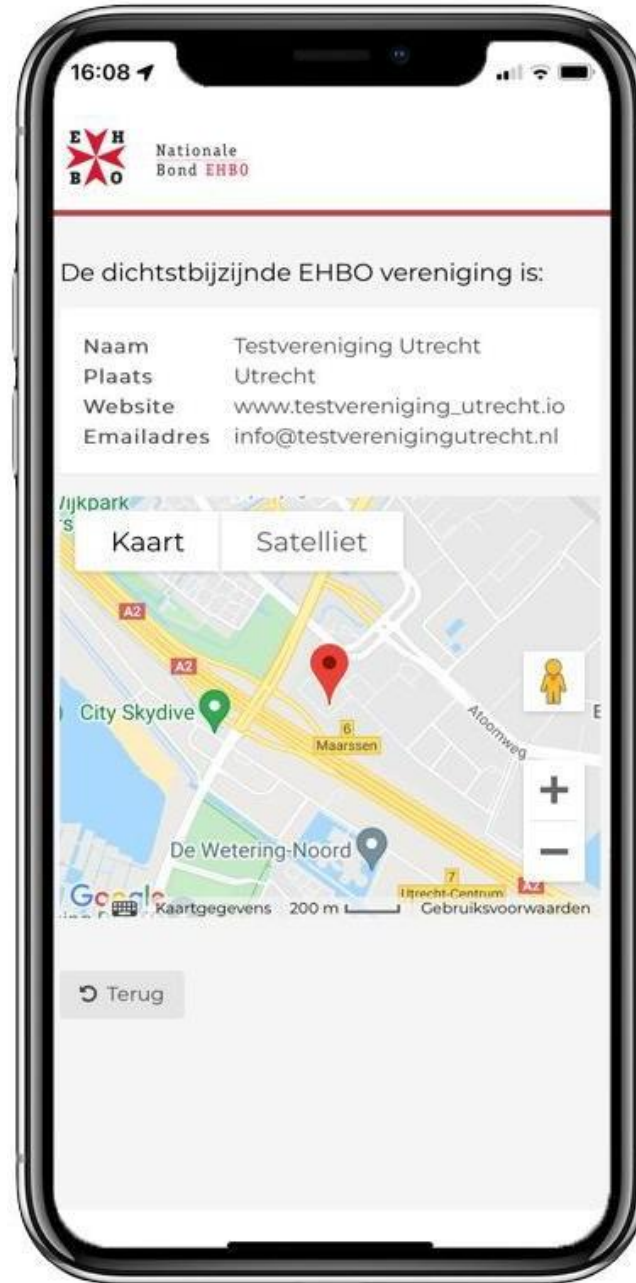 16:08
E H
B O
Nationale
Bond EHBO
De dichtstbijzijnde EHBO vereniging is:
Naam Testvereniging Utrecht
Plaats Utrecht
Website www.testvereniging_utrecht.io
Emailadres info@testverenigingutrecht.nl
Kaart Satelliet
A2
A2
City Skydive
6
Maarssen
Atoomweg
De Wetering-Noord
7
Utrecht-Centrum
A2
Google
Kaartgegevens 200 m Gebruiksvoorwaarden
Terug